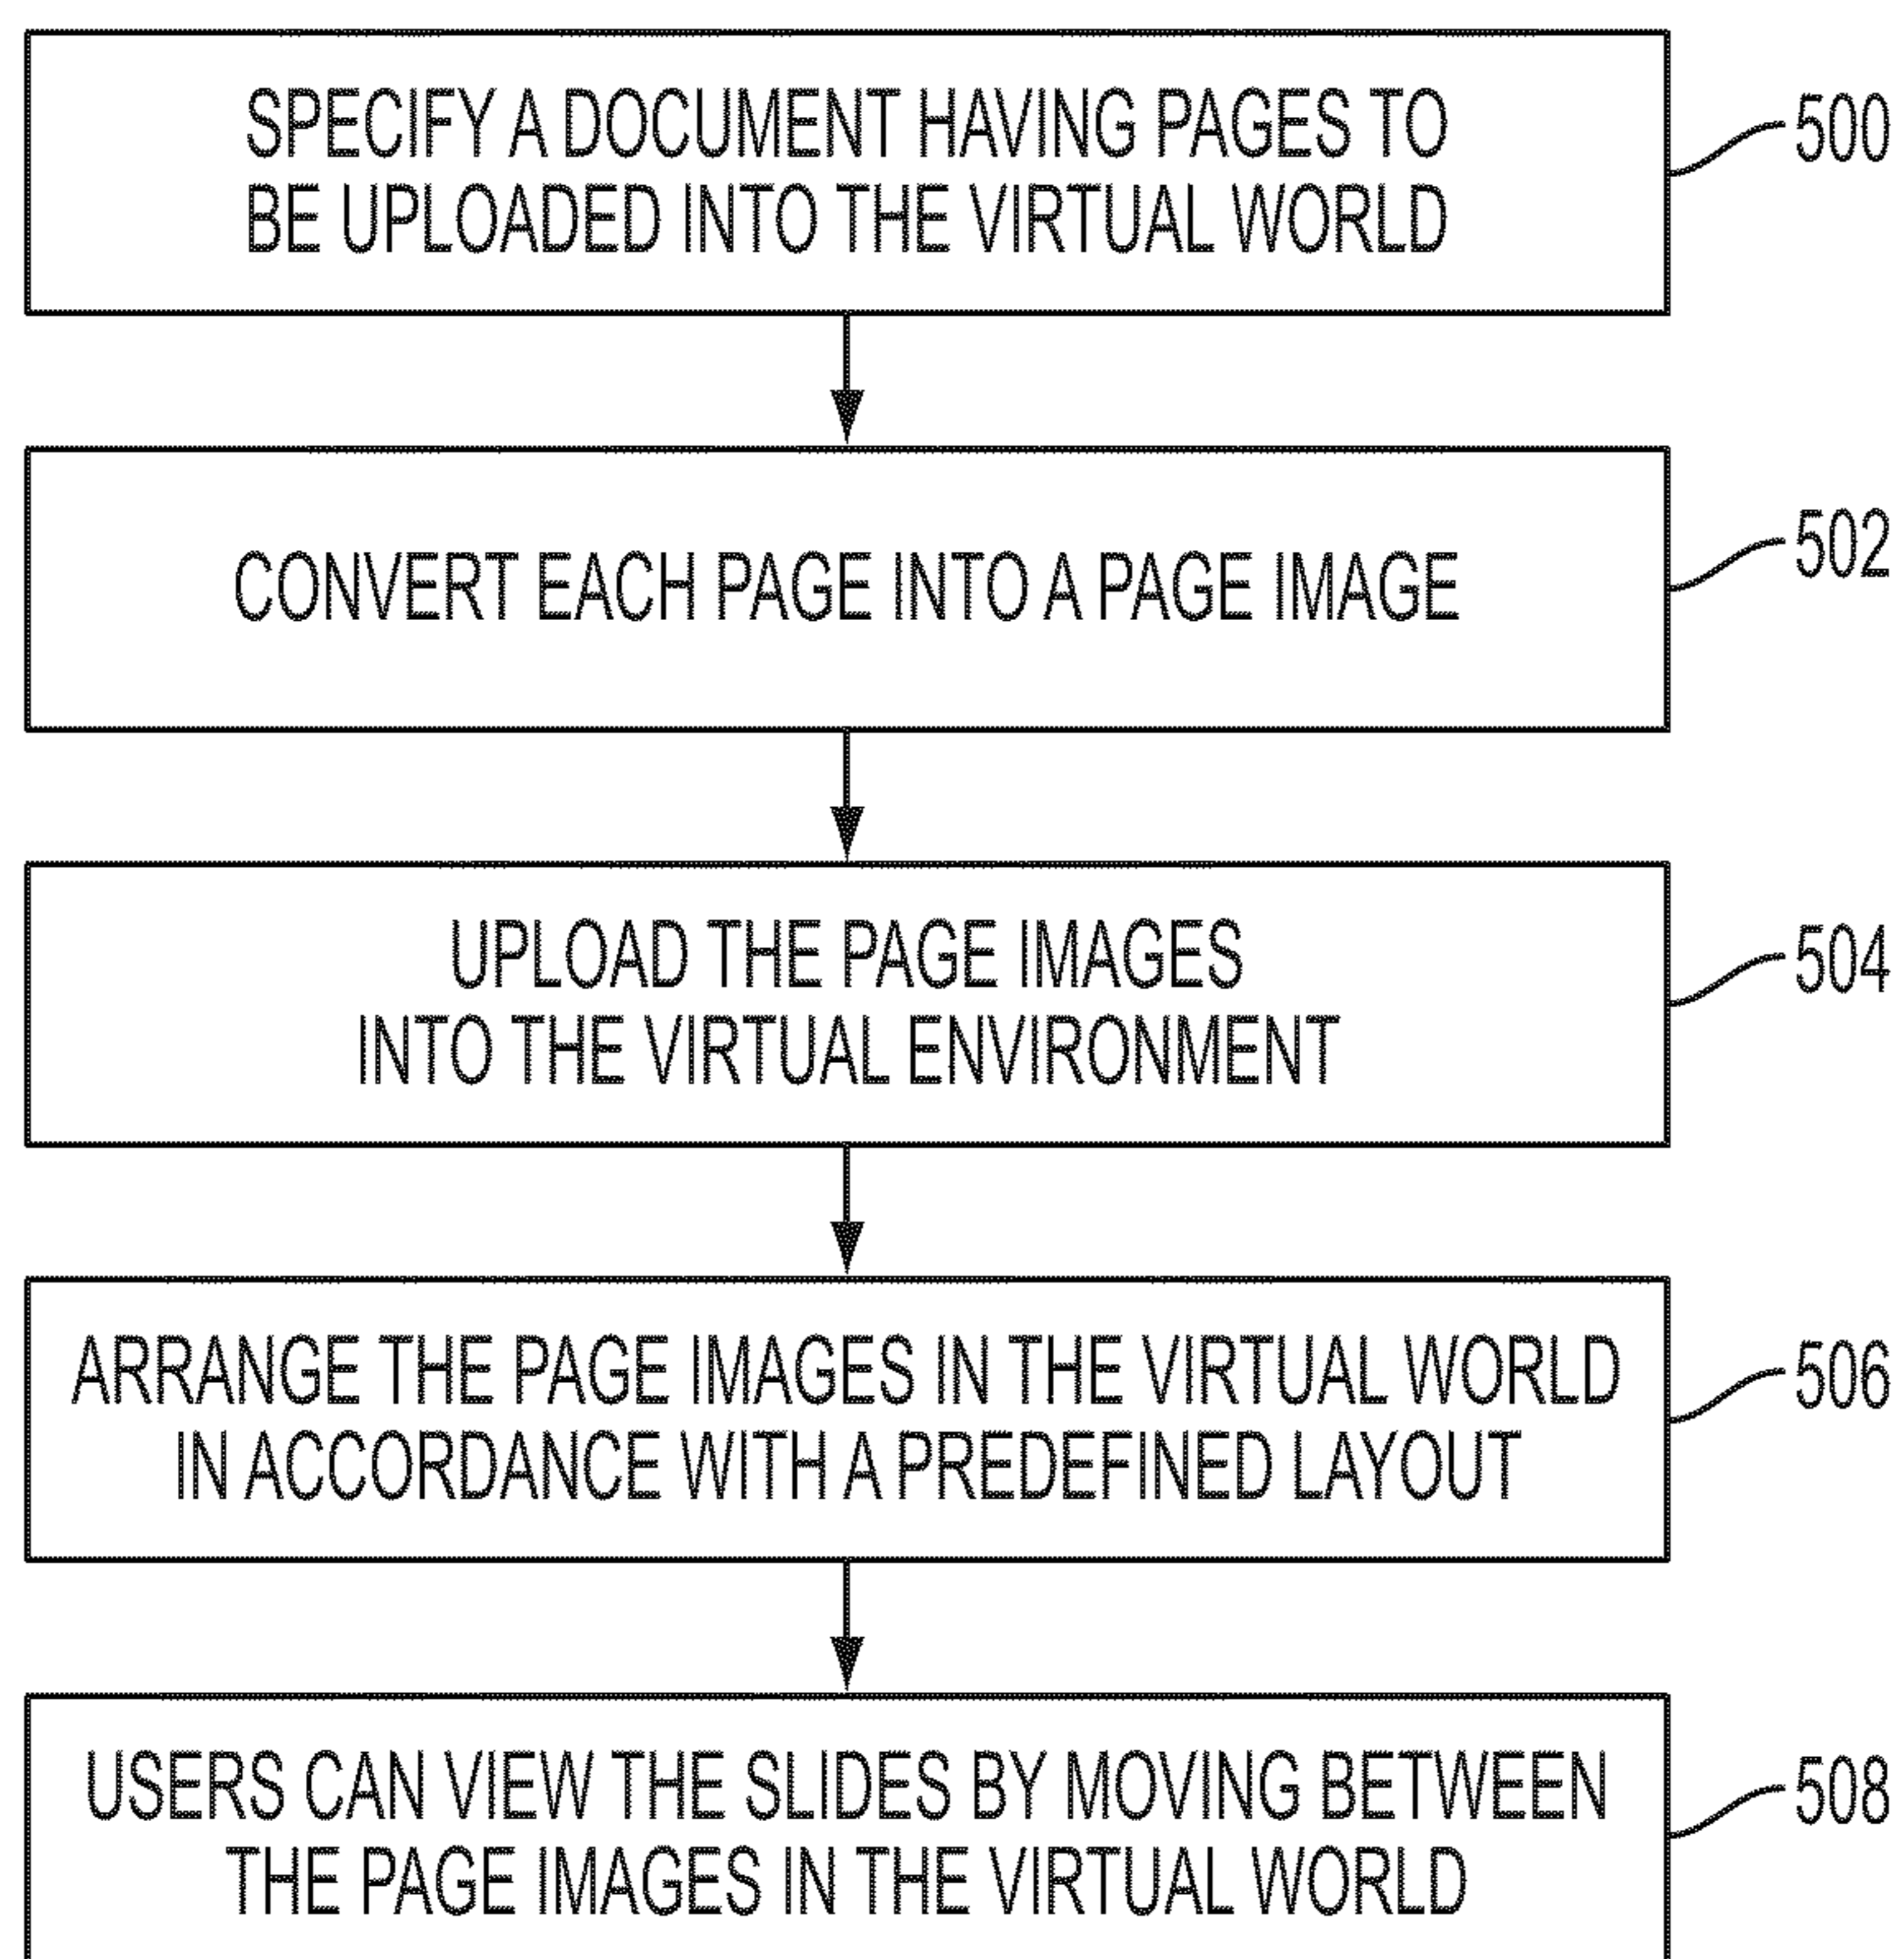 SPECIFY A DOCUMENT HAVING PAGES TO
BE UPLOADED INTO THE VIRTUAL WORLD
500
CONVERT EACH PAGE INTO A PAGE IMAGE
502
UPLOAD THE PAGE IMAGES
INTO THE VIRTUAL ENVIRONMENT
504
ARRANGE THE PAGE IMAGES IN THE VIRTUAL WORLD
IN ACCORDANCE WITH A PREDEFINED LAYOUT
506
USERS CAN VIEW THE SLIDES BY MOVING BETWEEN
THE PAGE IMAGES IN THE VIRTUAL WORLD
508